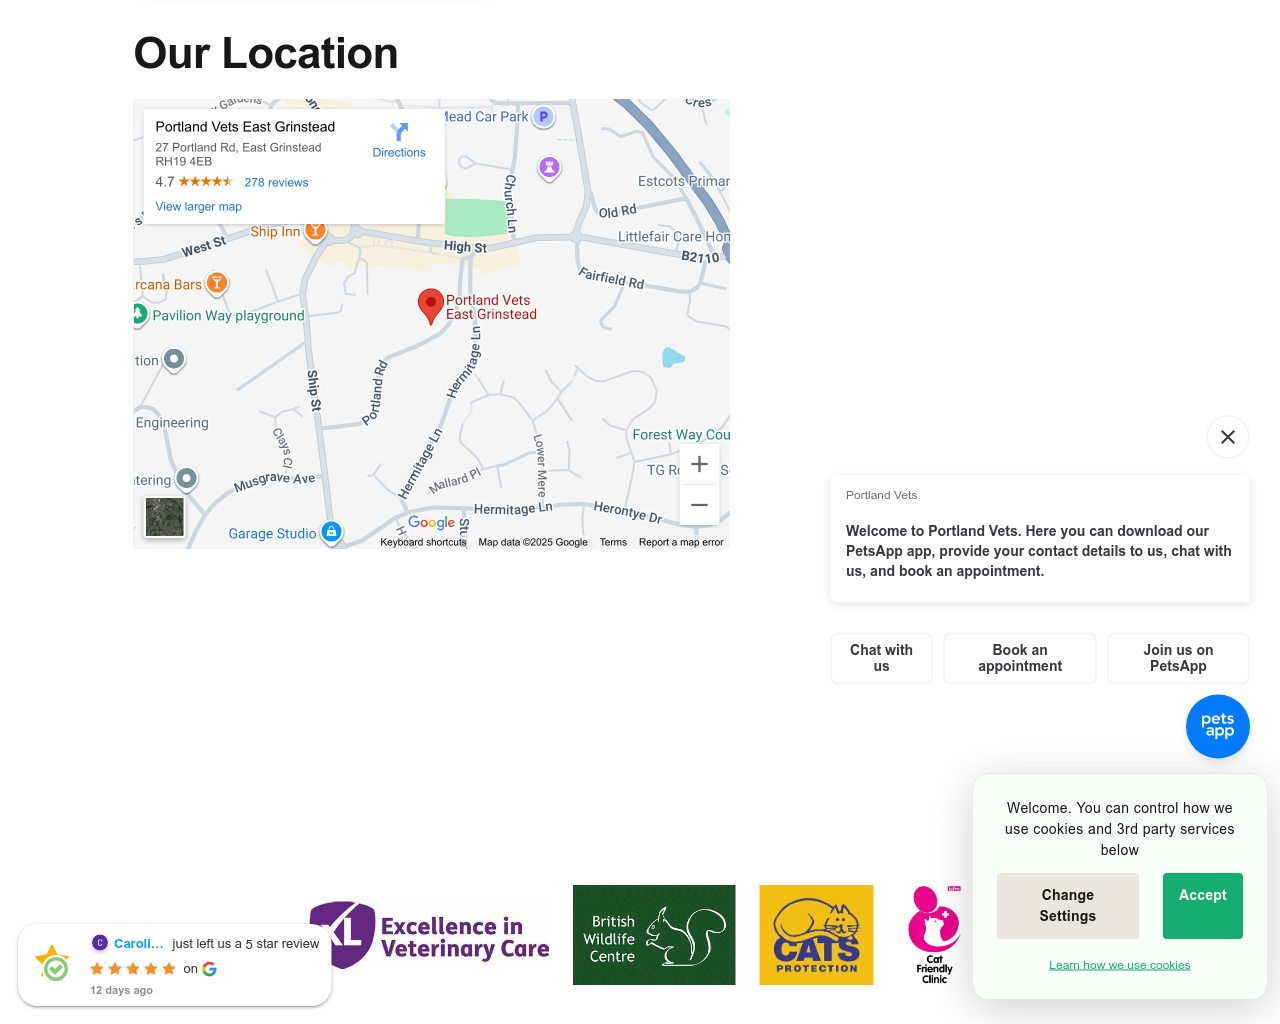 Our Location
Portland Vets East Grinstead
27 Portland Rd, East Grinstead
RH19 4EB
4.7
278 reviews
View larger map
Directions
Mead Car Park
P
Cres
Estcots Primar
Church Ln
Old Rd
Littlefair Care Hom
West St
Ship Inn
High St
B2110
Fairfield Rd
Arcana Bars
Portland Vets
East Grinstead
Pavilion Way playground
tion
Hermitage Ln
Ship St
Portland Rd
Engineering
Clays Cl
Forest Way Cou
Lower Mere
Hermitage Ln
Mallard Pl
tering
Musgrave Ave
Hermitage Ln
Herontye Dr
Garage Studio
Google
Keyboard shortcuts
Map data ©2025 Google
Terms
Report a map error
Portland Vets
Welcome to Portland Vets. Here you can download our
PetsApp app, provide your contact details to us, chat with
us, and book an appointment.
Chat with
us
Book an
appointment
Join us on
PetsApp
pets
app
Welcome. You can control how we
use cookies and 3rd party services
below
Change
Settings
Accept
Learn how we use cookies
XL Excellence in
Veterinary Care
British
Wildlife
Centre
CATS
PROTECTION
Cat
Friendly
Clinic
C Caroli... just left us a 5 star review
on G
12 days ago